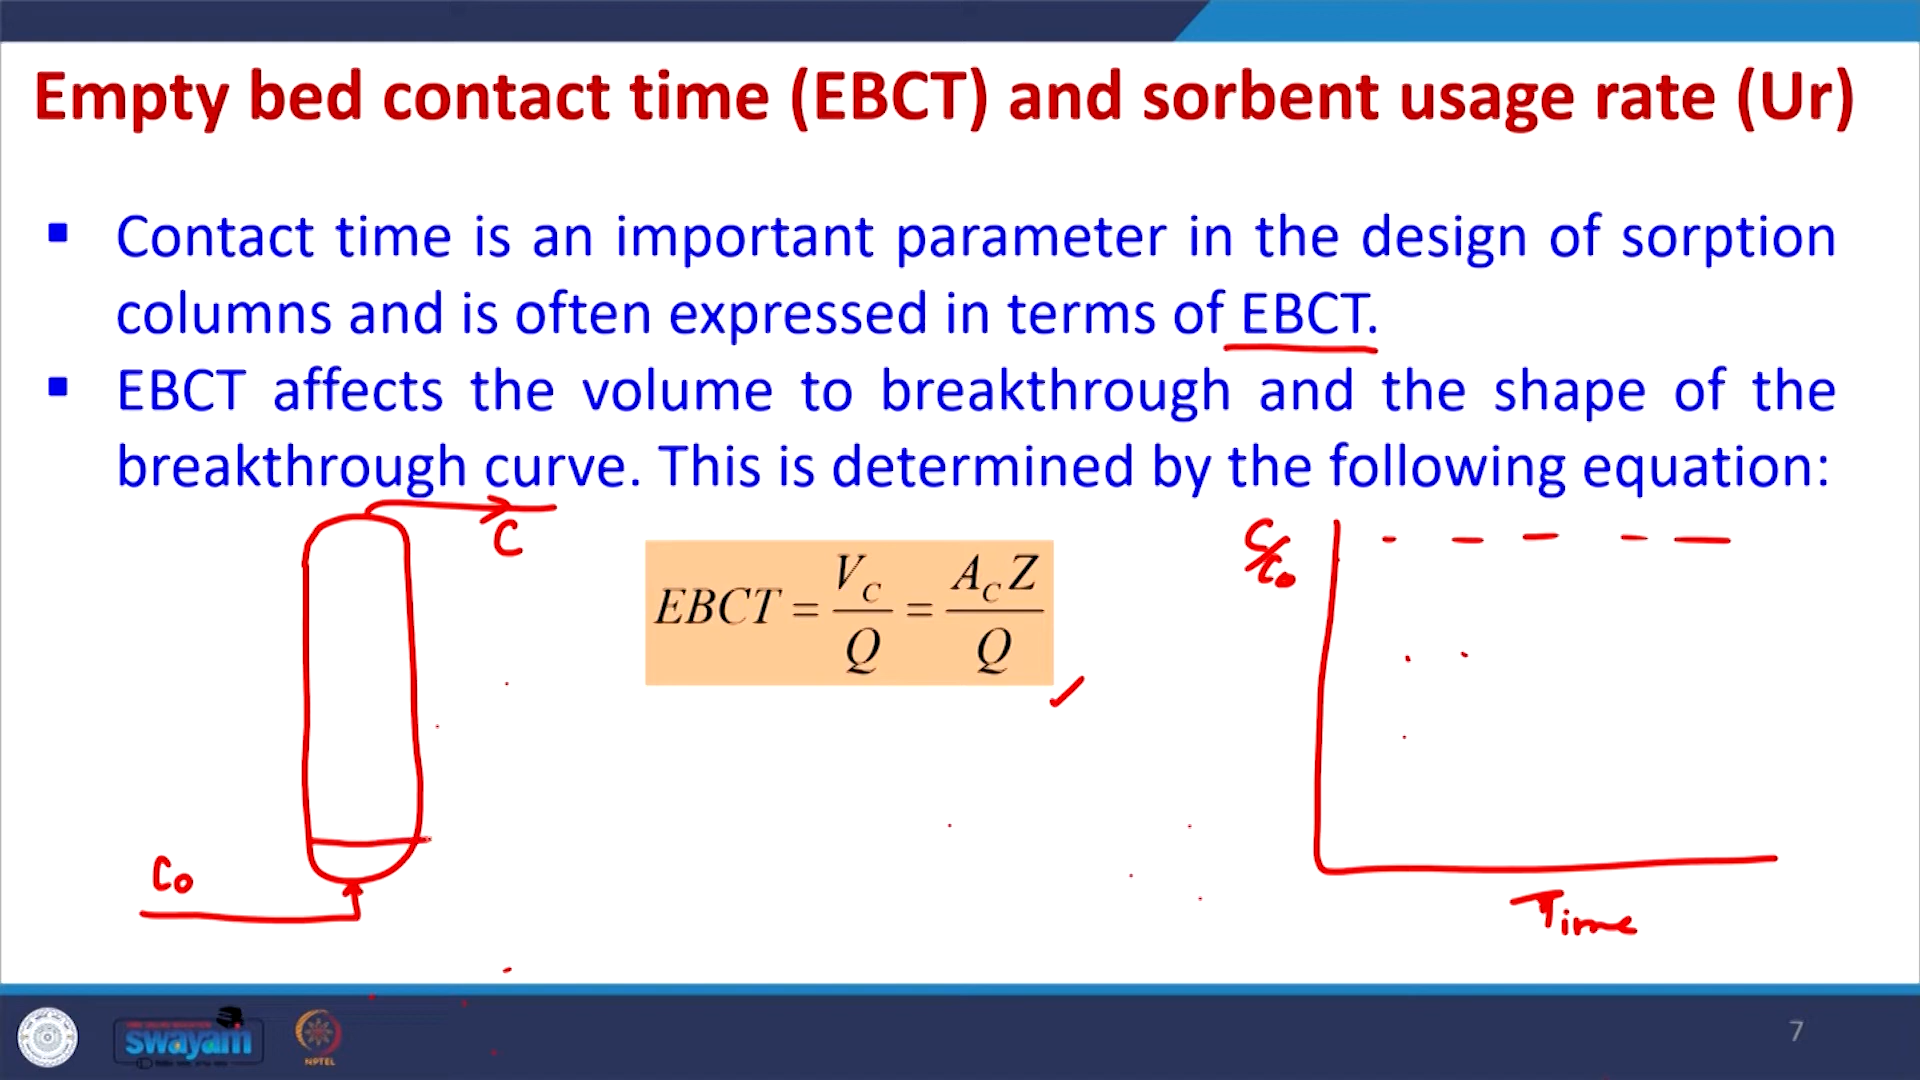 Empty bed contact time (EBCT) and sorbent usage rate (Ur)
▪ Contact time is an important parameter in the design of sorption
columns and is often expressed in terms of EBCT.
▪ EBCT affects the volume to breakthrough and the shape of the
breakthrough curve. This is determined by the following equation:
C
EBCT = V_C / Q = A_C Z / Q
C/C₀
C₀
Time
swayam
NPTEL
7